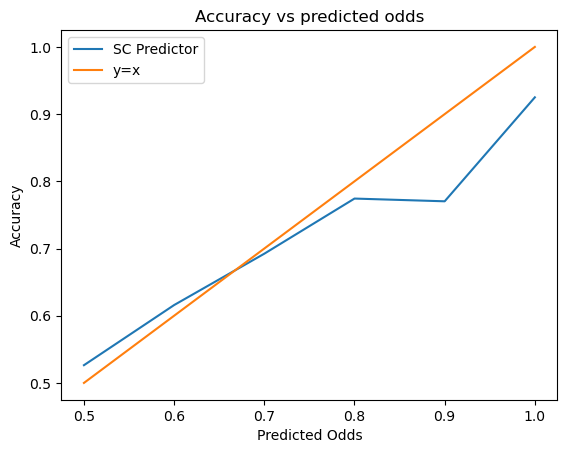 Accuracy vs predicted odds
SC Predictor
y=x
1.0
0.9
0.8
0.7
0.6
0.5
Accuracy
0.5 0.6 0.7 0.8 0.9 1.0
Predicted Odds